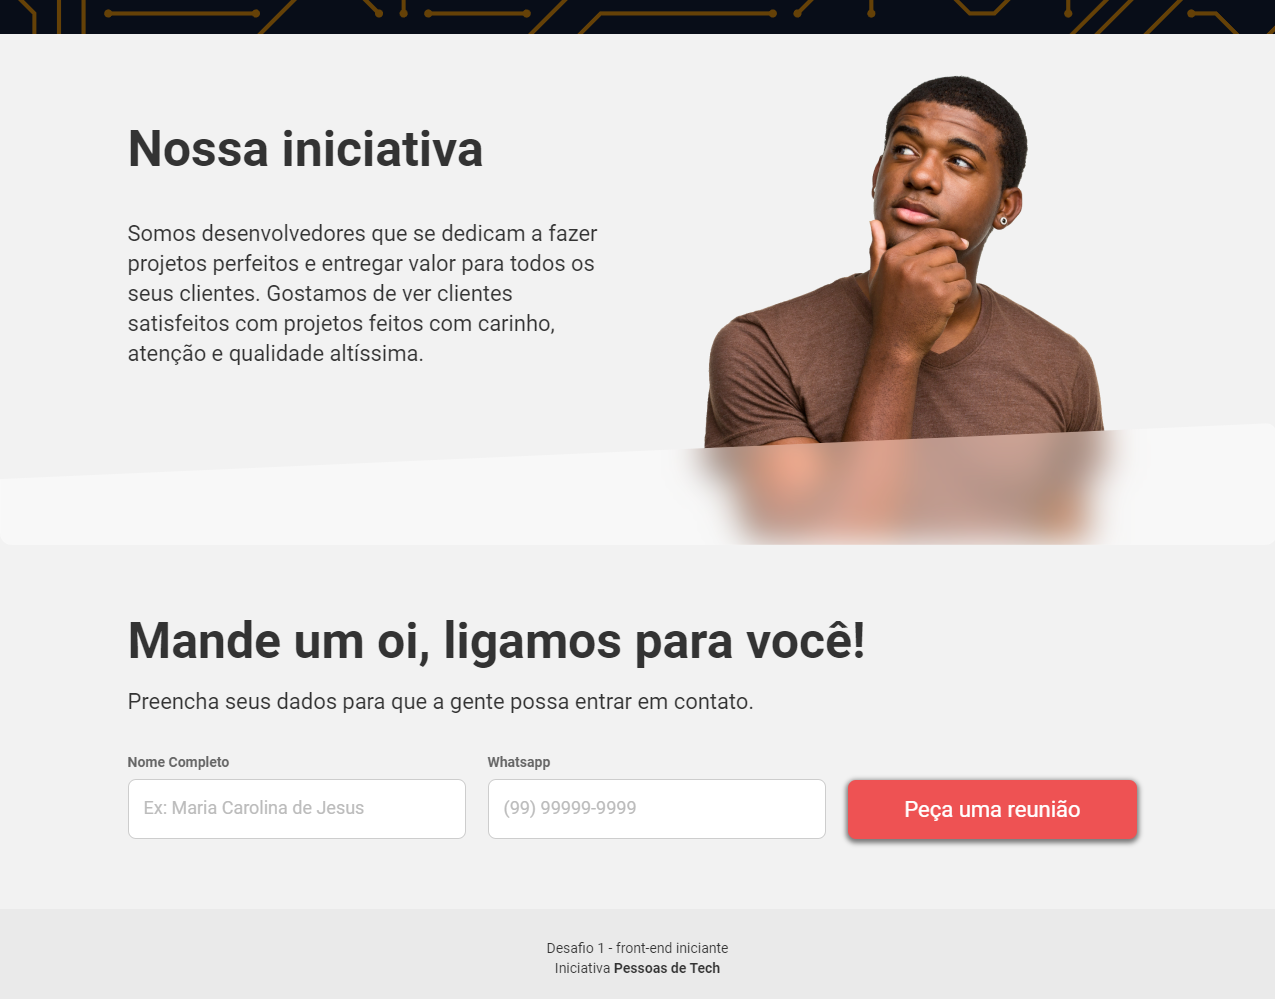 Nossa iniciativa
Somos desenvolvedores que se dedicam a fazer
projetos perfeitos e entregar valor para todos os
seus clientes. Gostamos de ver clientes
satisfeitos com projetos feitos com carinho,
atenção e qualidade altíssima.
Mande um oi, ligamos para você!
Preencha seus dados para que a gente possa entrar em contato.
Nome Completo
Whatsapp
Ex: Maria Carolina de Jesus
(99) 99999-9999
Peça uma reunião
Desafio 1 - front-end iniciante
Iniciativa Pessoas de Tech